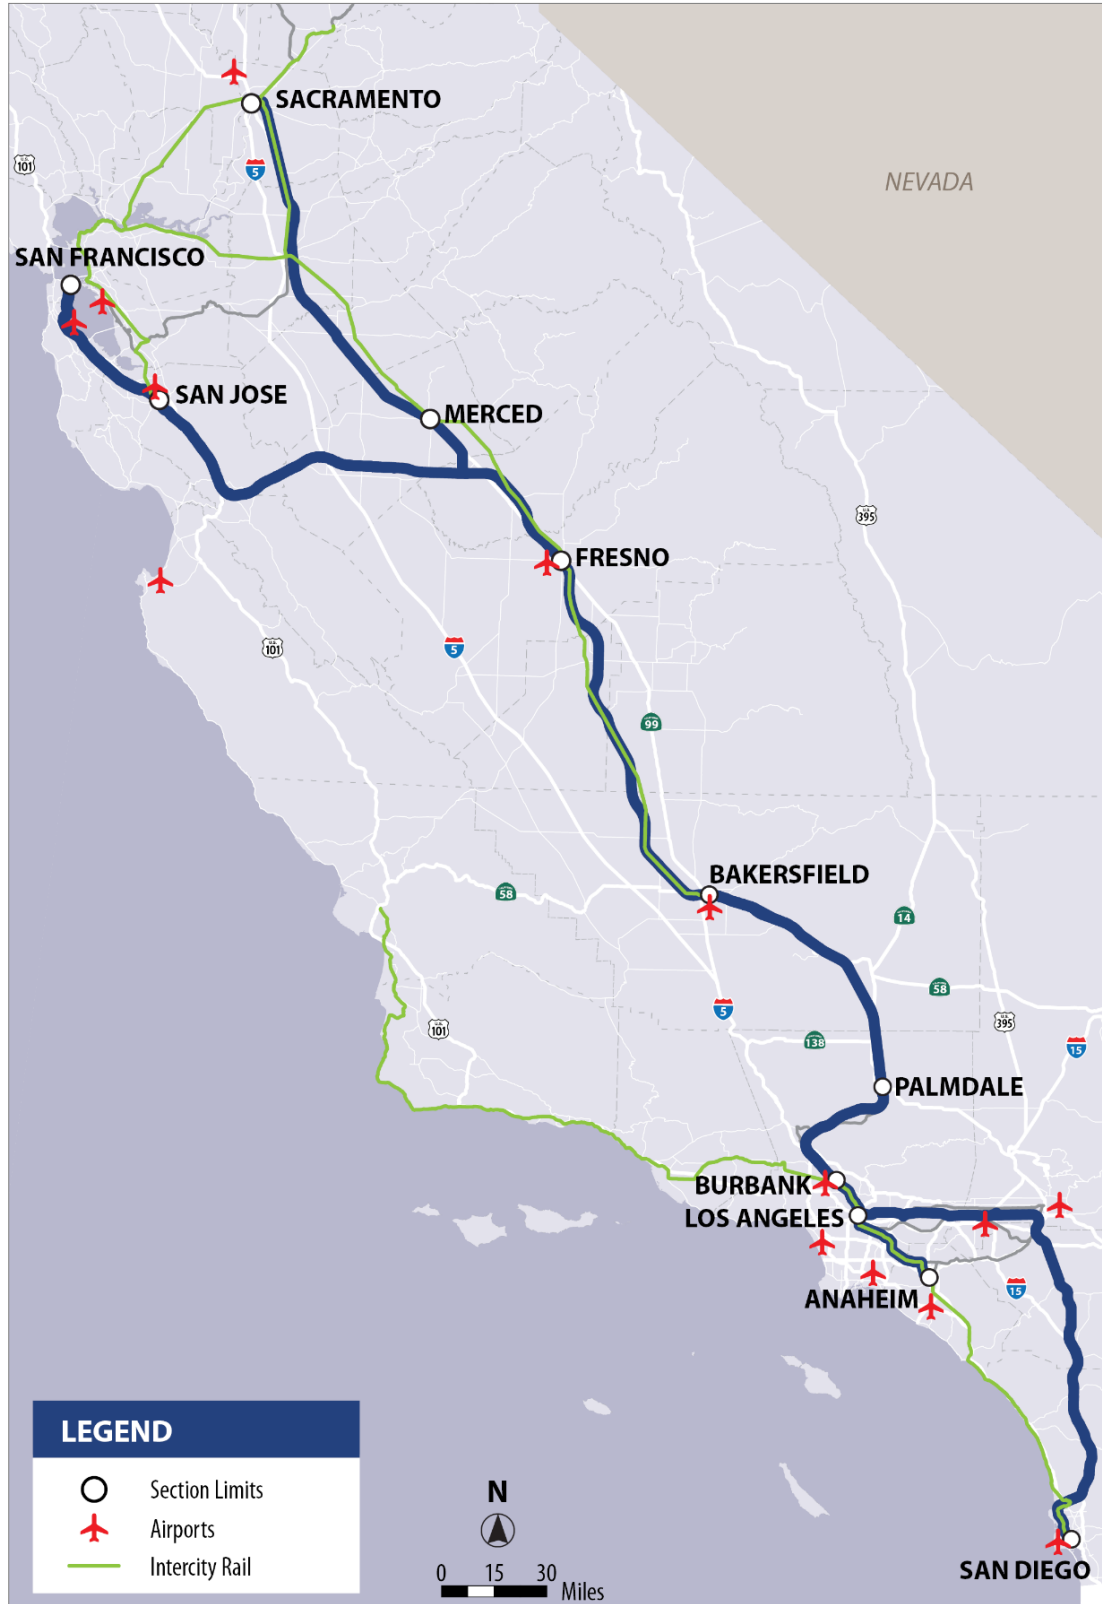 SACRAMENTO
U.S.
101
5
NEVADA
SAN FRANCISCO
SAN JOSE
MERCED
395
FRESNO
U.S.
101
5
99
BAKERSFIELD
58
14
58
5
U.S.
101
138
395
15
PALMDALE
BURBANK
LOS ANGELES
ANAHEIM
15
LEGEND
Section Limits
Airports
Intercity Rail
N
0 15 30
Miles
SAN DIEGO